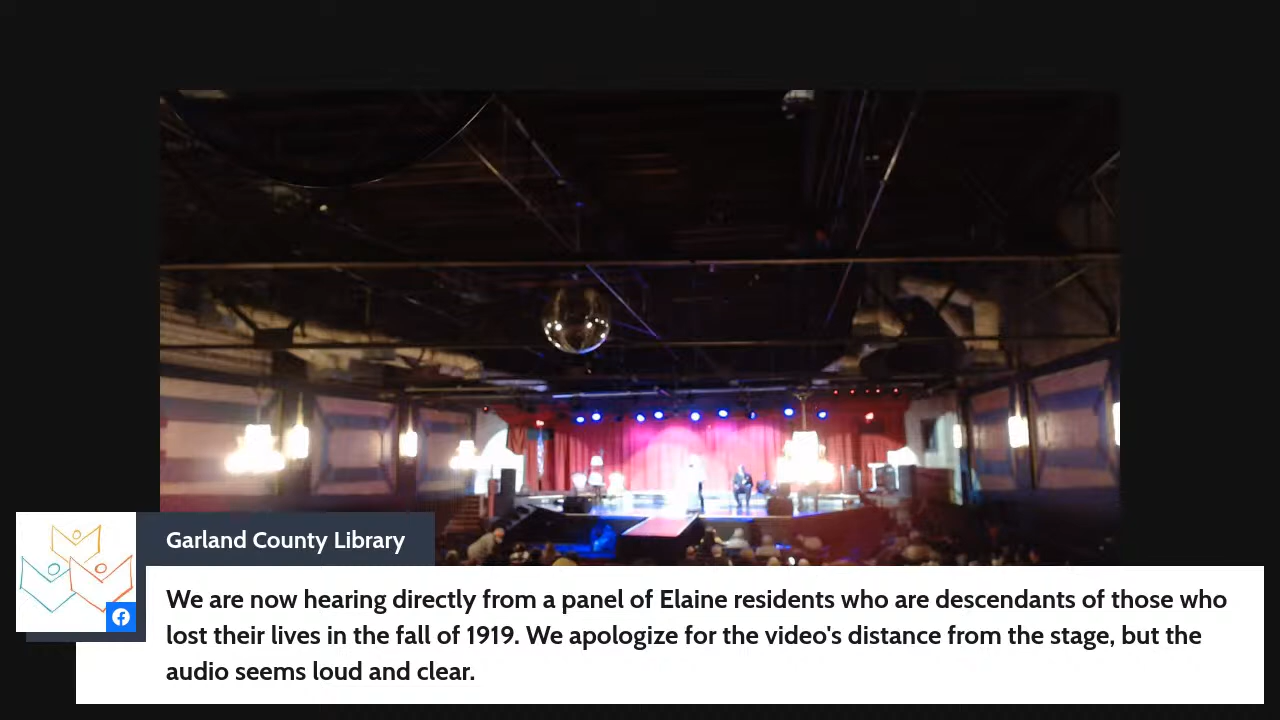 Garland County Library
We are now hearing directly from a panel of Elaine residents who are descendants of those who
lost their lives in the fall of 1919. We apologize for the video's distance from the stage, but the
audio seems loud and clear.